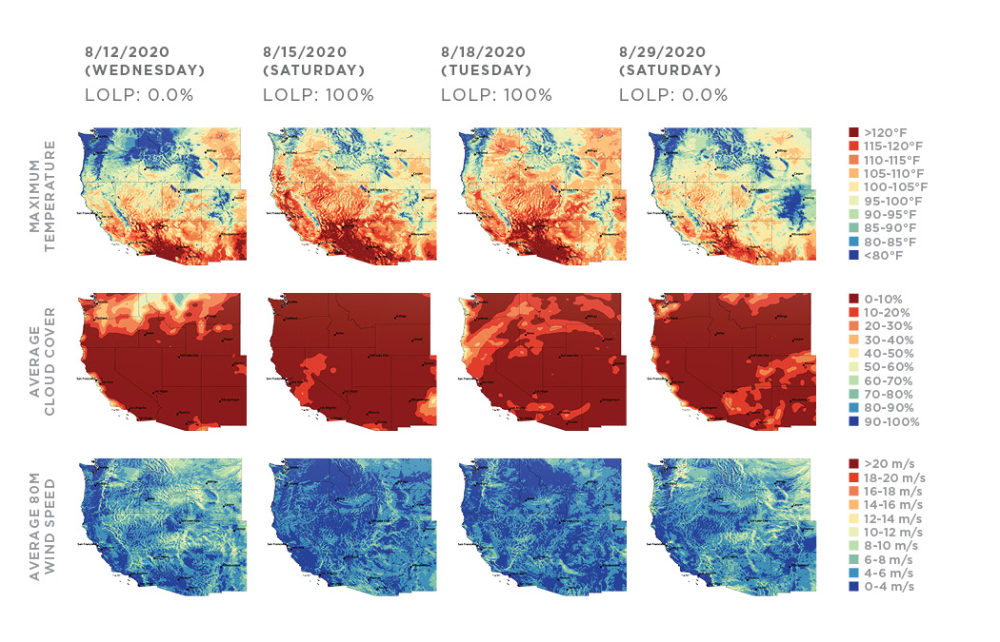 8/12/2020
(WEDNESDAY)
LOLP: 0.0%
8/15/2020
(SATURDAY)
LOLP: 100%
8/18/2020
(TUESDAY)
LOLP: 100%
8/29/2020
(SATURDAY)
LOLP: 0.0%
MAXIMUM
TEMPERATURE
>120°F
115-120°F
110-115°F
105-110°F
100-105°F
95-100°F
90-95°F
85-90°F
80-85°F
<80°F
AVERAGE
CLOUD COVER
0-10%
10-20%
20-30%
30-40%
40-50%
50-60%
60-70%
70-80%
80-90%
90-100%
AVERAGE 80M
WIND SPEED
>20 m/s
18-20 m/s
16-18 m/s
14-16 m/s
12-14 m/s
10-12 m/s
8-10 m/s
6-8 m/s
4-6 m/s
0-4 m/s